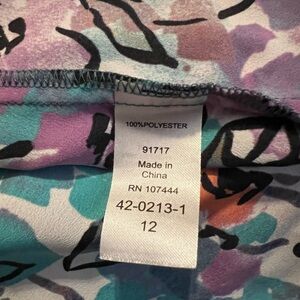 100%POLYESTER
91717
Made in
China
RN 107444
42-0213-1
12